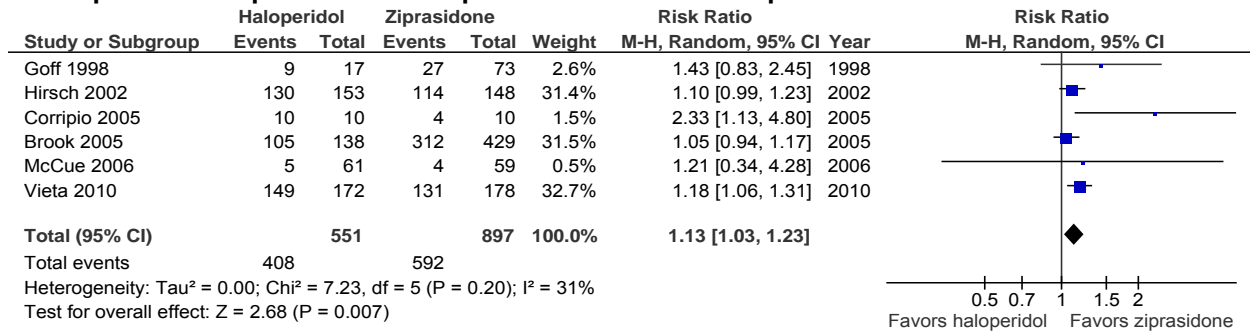 Haloperidol Ziprasidone Risk Ratio Risk Ratio
Study or Subgroup Events Total Events Total Weight M-H, Random, 95% CI Year M-H, Random, 95% CI
Goff 1998 9 17 27 73 2.6% 1.43 [0.83, 2.45] 1998
Hirsch 2002 130 153 114 148 31.4% 1.10 [0.99, 1.23] 2002
Corripio 2005 10 10 4 10 1.5% 2.33 [1.13, 4.80] 2005
Brook 2005 105 138 312 429 31.5% 1.05 [0.94, 1.17] 2005
McCue 2006 5 61 4 59 0.5% 1.21 [0.34, 4.28] 2006
Vieta 2010 149 172 131 178 32.7% 1.18 [1.06, 1.31] 2010
Total (95% CI) 551 897 100.0% 1.13 [1.03, 1.23]
Total events 408 592
Heterogeneity: Tau² = 0.00; Chi² = 7.23, df = 5 (P = 0.20); I² = 31%
Test for overall effect: Z = 2.68 (P = 0.007)
0.5 0.7 1 1.5 2
Favors haloperidol Favors ziprasidone